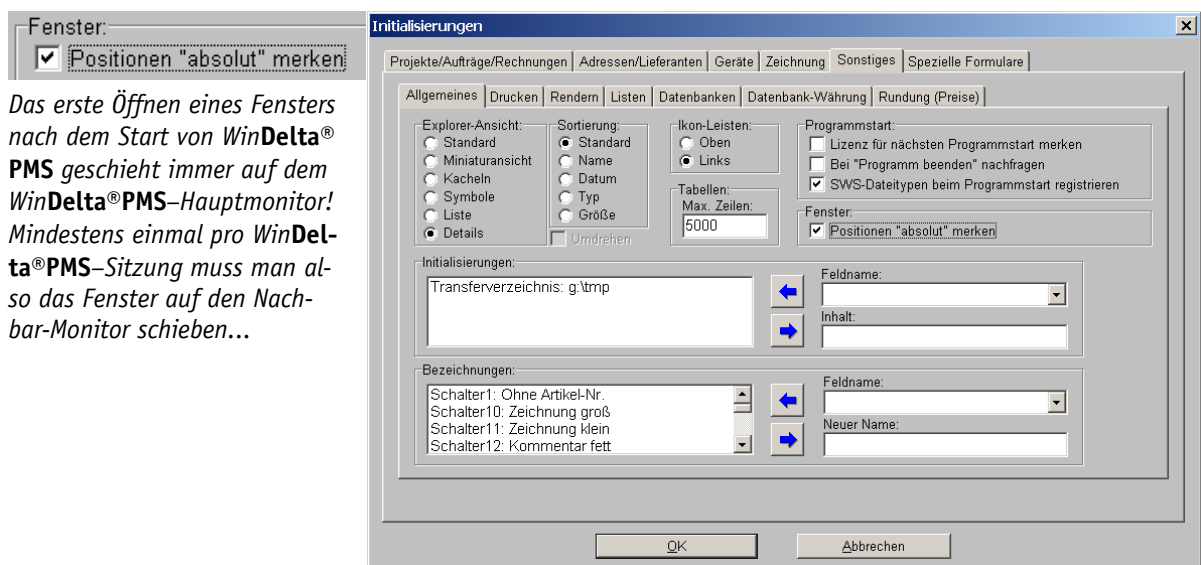 Fenster:
Positionen "absolut" merken
Das erste Öffnen eines Fensters
nach dem Start von WinDelta®
PMS geschieht immer auf dem
WinDelta®PMS–Hauptmonitor!
Mindestens einmal pro WinDel-
ta®PMS–Sitzung muss man al-
so das Fenster auf den Nach-
bar-Monitor schieben...
Initialisierungen
Projekte/Aufträge/Rechnungen Adressen/Lieferanten Geräte Zeichnung Sonstiges Spezielle Formulare
Allgemeines Drucken Rendern Listen Datenbanken Datenbank-Währung Rundung (Preise)
Explorer-Ansicht:
Standard
Miniaturansicht
Kacheln
Symbole
Liste
Details
Sortierung:
Standard
Name
Datum
Typ
Größe
Umdrehen
Ikon-Leisten:
Oben
Links
Tabellen:
Max. Zeilen:
5000
Programmstart:
Lizenz für nächsten Programmstart merken
Bei "Programm beenden" nachfragen
SWS-Dateitypen beim Programmstart registrieren
Fenster:
Positionen "absolut" merken
Initialisierungen:
Transferverzeichnis: g:\tmp
Feldname:
Inhalt:
Bezeichnungen:
Schalter1: Ohne Artikel-Nr.
Schalter10: Zeichnung groß
Schalter11: Zeichnung klein
Schalter12: Kommentar fett
Feldname:
Neuer Name:
OK
Abbrechen